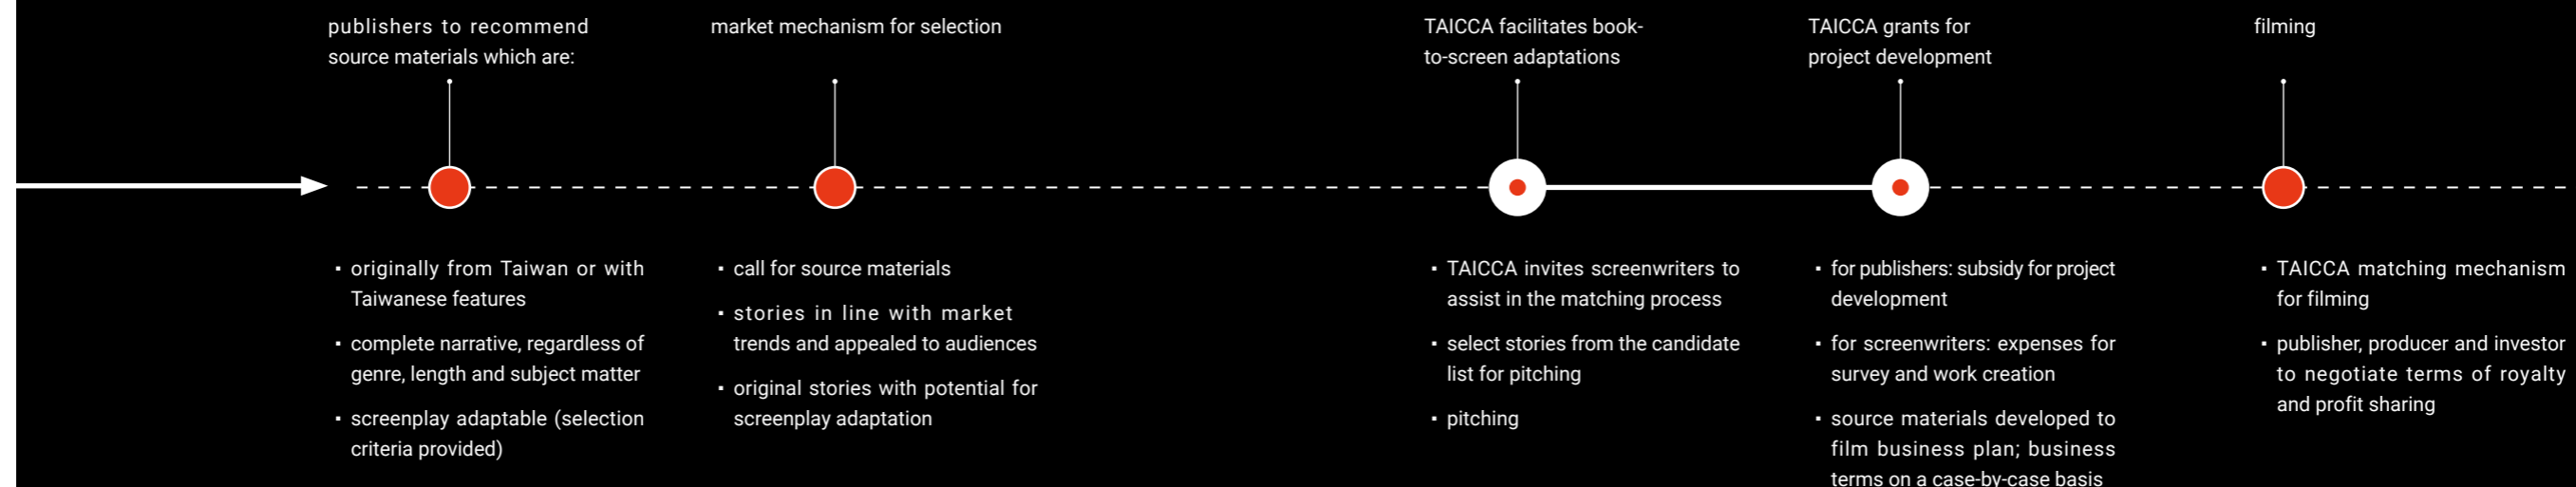 publishers to recommend
source materials which are:
market mechanism for selection
TAICCA facilitates book-
to-screen adaptations
TAICCA grants for
project development
filming
▪ originally from Taiwan or with
Taiwanese features
▪ complete narrative, regardless of
genre, length and subject matter
▪ screenplay adaptable (selection
criteria provided)
▪ call for source materials
▪ stories in line with market
trends and appealed to audiences
▪ original stories with potential for
screenplay adaptation
▪ TAICCA invites screenwriters to
assist in the matching process
▪ select stories from the candidate
list for pitching
▪ pitching
▪ for publishers: subsidy for project
development
▪ for screenwriters: expenses for
survey and work creation
▪ source materials developed to
film business plan; business
terms on a case-by-case basis
▪ TAICCA matching mechanism
for filming
▪ publisher, producer and investor
to negotiate terms of royalty
and profit sharing